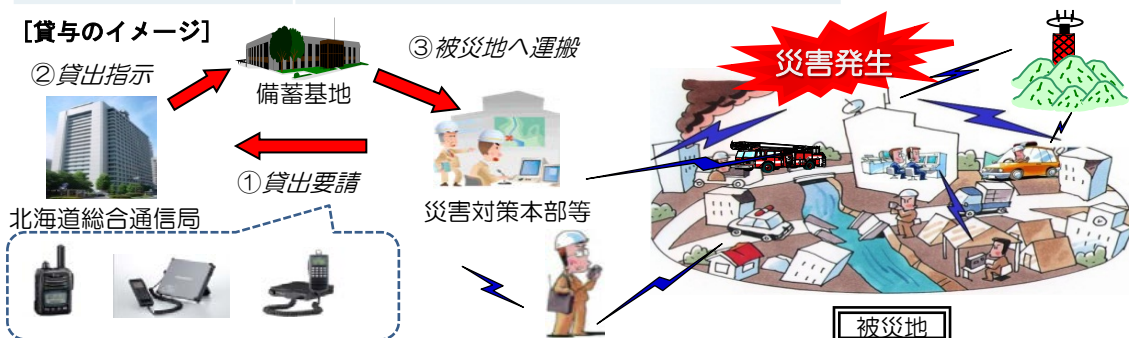 [貸与のイメージ]
②貸出指示
備蓄基地
③被災地へ運搬
災害発生
①貸出要請
北海道総合通信局
災害対策本部等
被災地